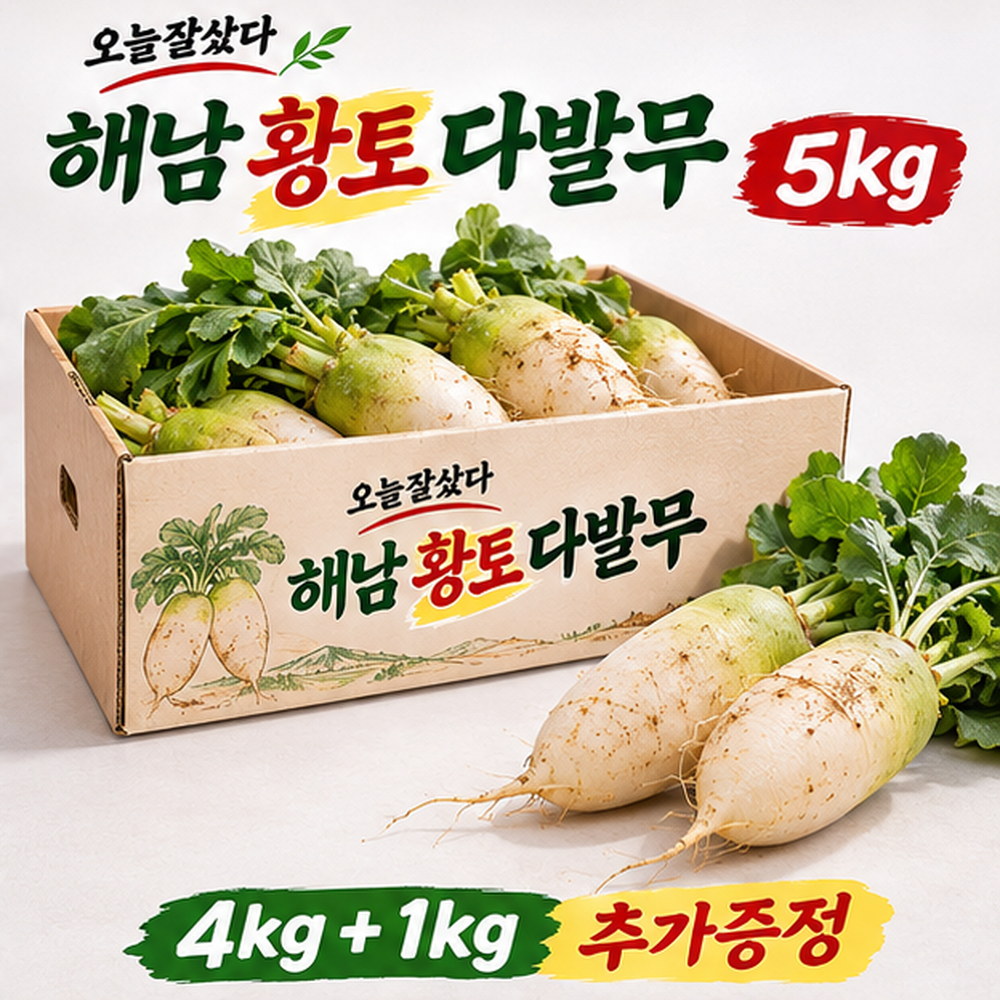 오늘잘샀다
해남 황토 다발무 5kg
오늘잘샀다
해남 황토 다발무
4kg + 1kg 추가증정